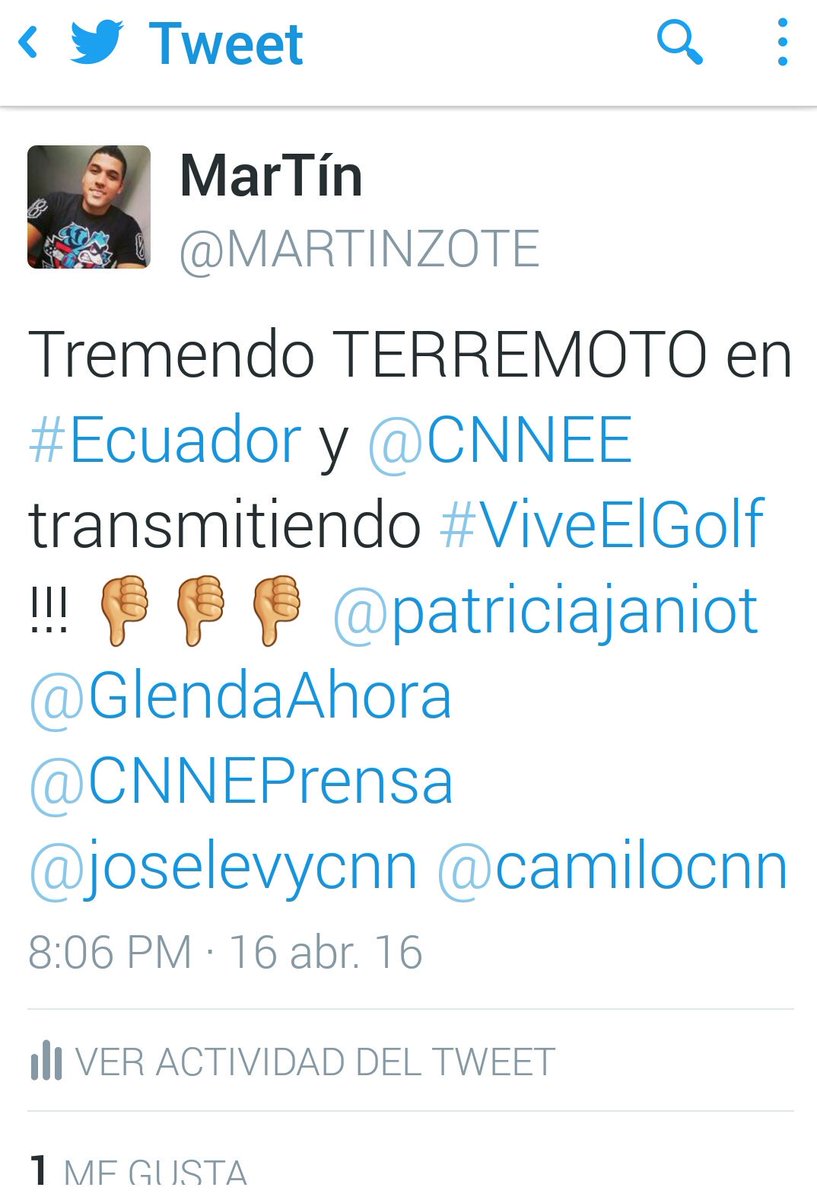 Tweet
MarTín
@MARTINZOTE
Tremendo TERREMOTO en
#Ecuador y @CNNEE
transmitiendo #ViveElGolf
!!! 👎👎👎 @patriciajaniot
@GlendaAhora
@CNNEPrensa
@joselevycnn @camilocnn
8:06 PM · 16 abr. 16
VER ACTIVIDAD DEL TWEET
1 ME GUSTA